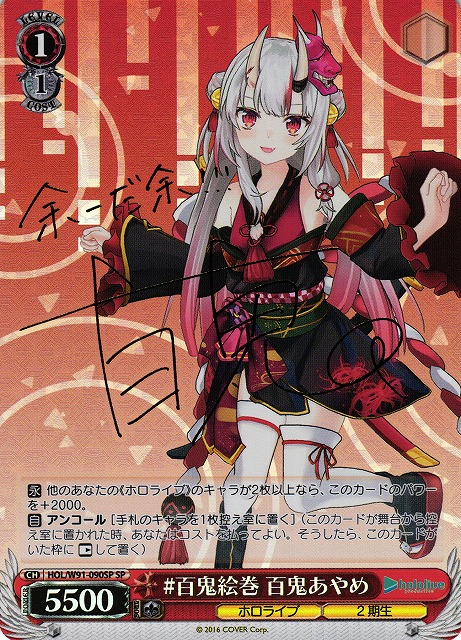 LEVEL
1
1
COST
余〜だ余!!
百鬼
永 他のあなたの《ホロライブ》のキャラが2枚以上なら、このカードのパワー
を+2000。
自 アンコール [手札のキャラを1枚控え室に置く] (このカードが舞台から控
え室に置かれた時、あなたはコストを払ってよい。そうしたら、このカードが
いた枠に して置く)
CH HOL/W91-090SP SP
#百鬼絵巻 百鬼あやめ
hololive
production
5500
ホロライブ
2期生
© 2016 COVER Corp.